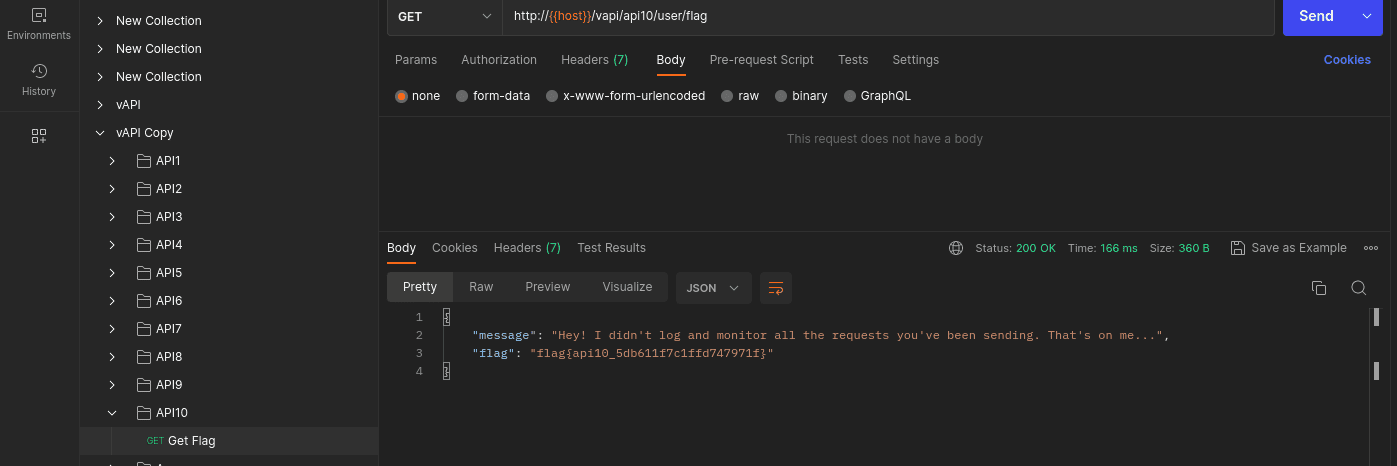 Environments
History
New Collection
New Collection
New Collection
vAPI
vAPI Copy
API1
API2
API3
API4
API5
API6
API7
API8
API9
API10
GET Get Flag
GET http://{{host}}/vapi/api10/user/flag Send
Params Authorization Headers (7) Body Pre-request Script Tests Settings Cookies
none form-data x-www-form-urlencoded raw binary GraphQL
This request does not have a body
Body Cookies Headers (7) Test Results Status: 200 OK Time: 166 ms Size: 360 B Save as Example
Pretty Raw Preview Visualize JSON
1 {
2 "message": "Hey! I didn't log and monitor all the requests you've been sending. That's on me...",
3 "flag": "flag{api10_5db611f7c1ffd747971f}"
4 }